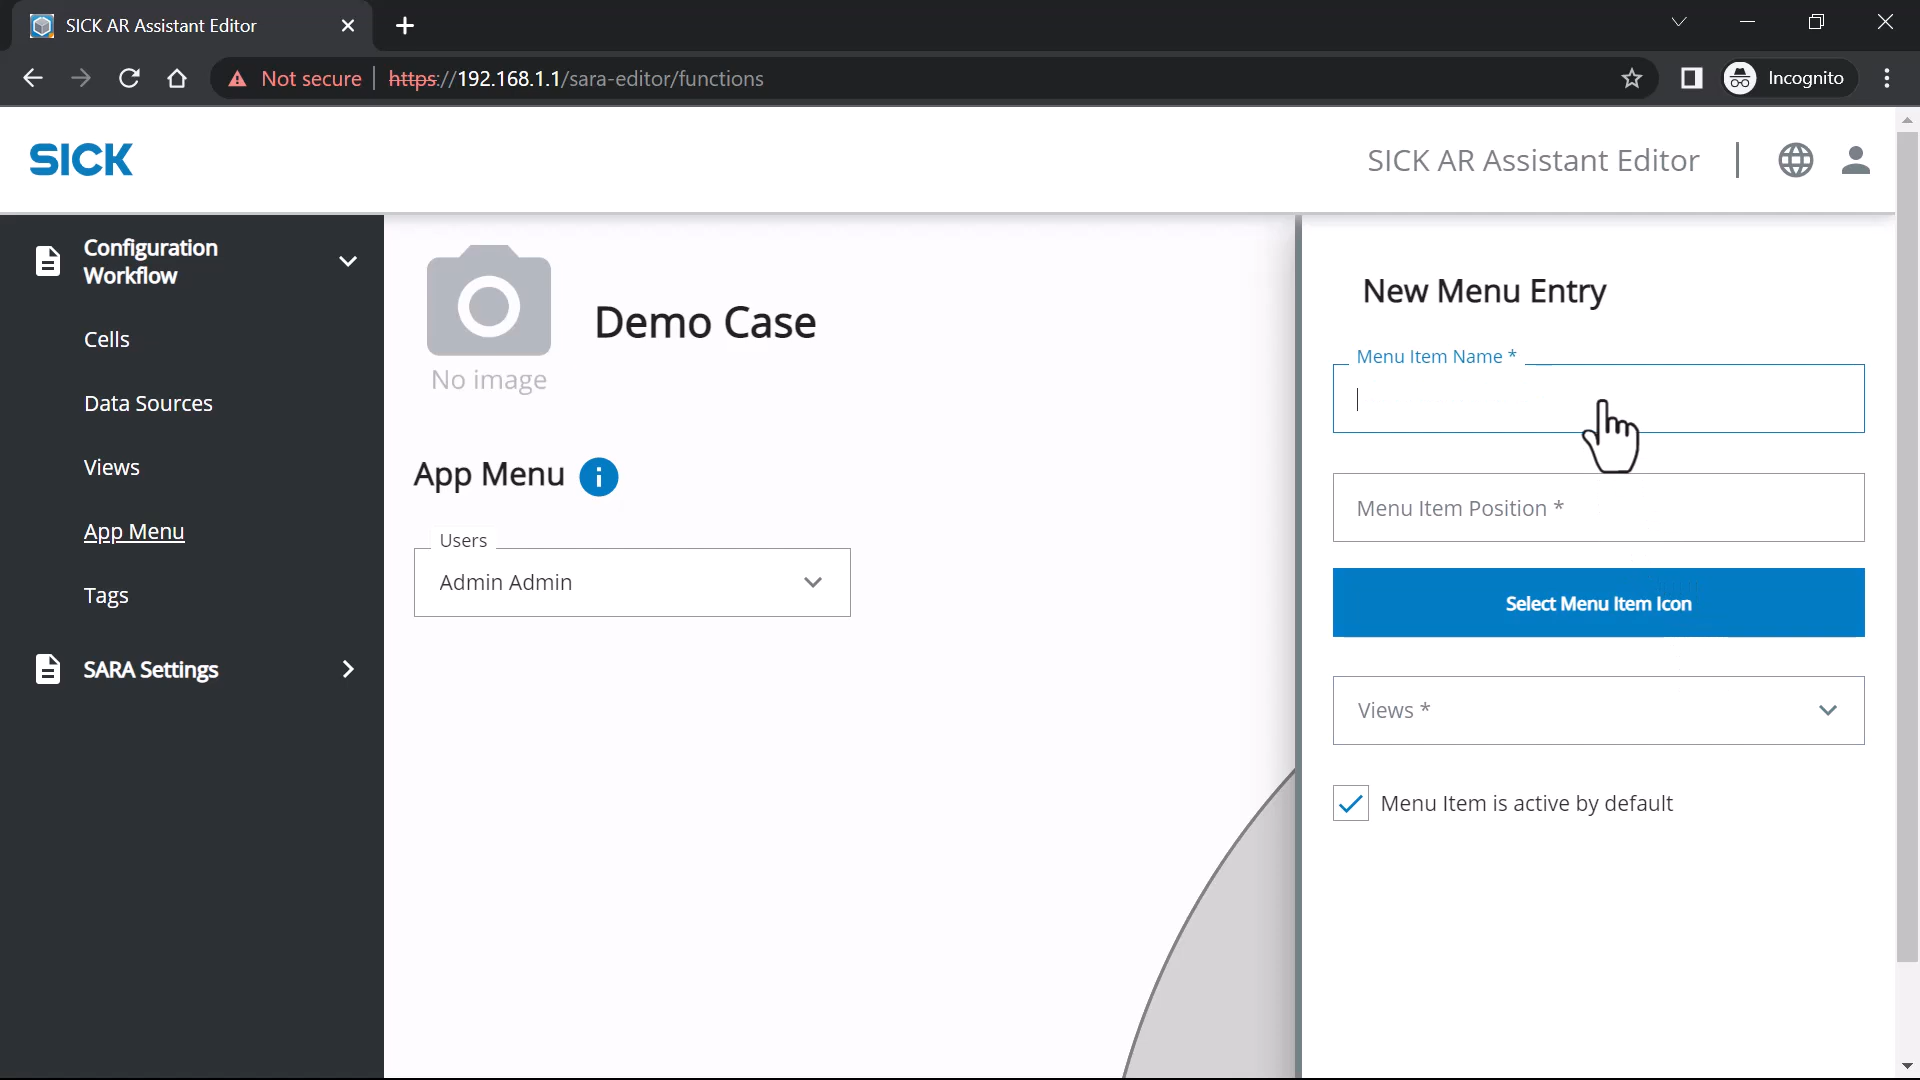 SICK AR Assistant Editor
Not secure https://192.168.1.1/sara-editor/functions
Incognito
SICK
SICK AR Assistant Editor
Configuration
Workflow
Cells
Data Sources
Views
App Menu
Tags
SARA Settings
No image
Demo Case
App Menu
Users
Admin Admin
New Menu Entry
Menu Item Name *
Menu Item Position *
Select Menu Item Icon
Views *
Menu Item is active by default